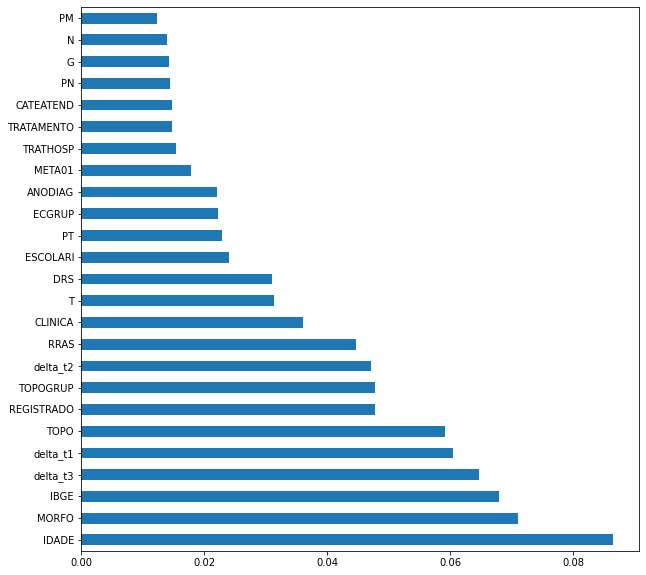 PM
N
G
PN
CATEATEND
TRATAMENTO
TRATHOSP
META01
ANODIAG
ECGRUP
PT
ESCOLARI
DRS
T
CLINICA
RRAS
delta_t2
TOPOGRUP
REGISTRADO
TOPO
delta_t1
delta_t3
IBGE
MORFO
IDADE
0.00 0.02 0.04 0.06 0.08